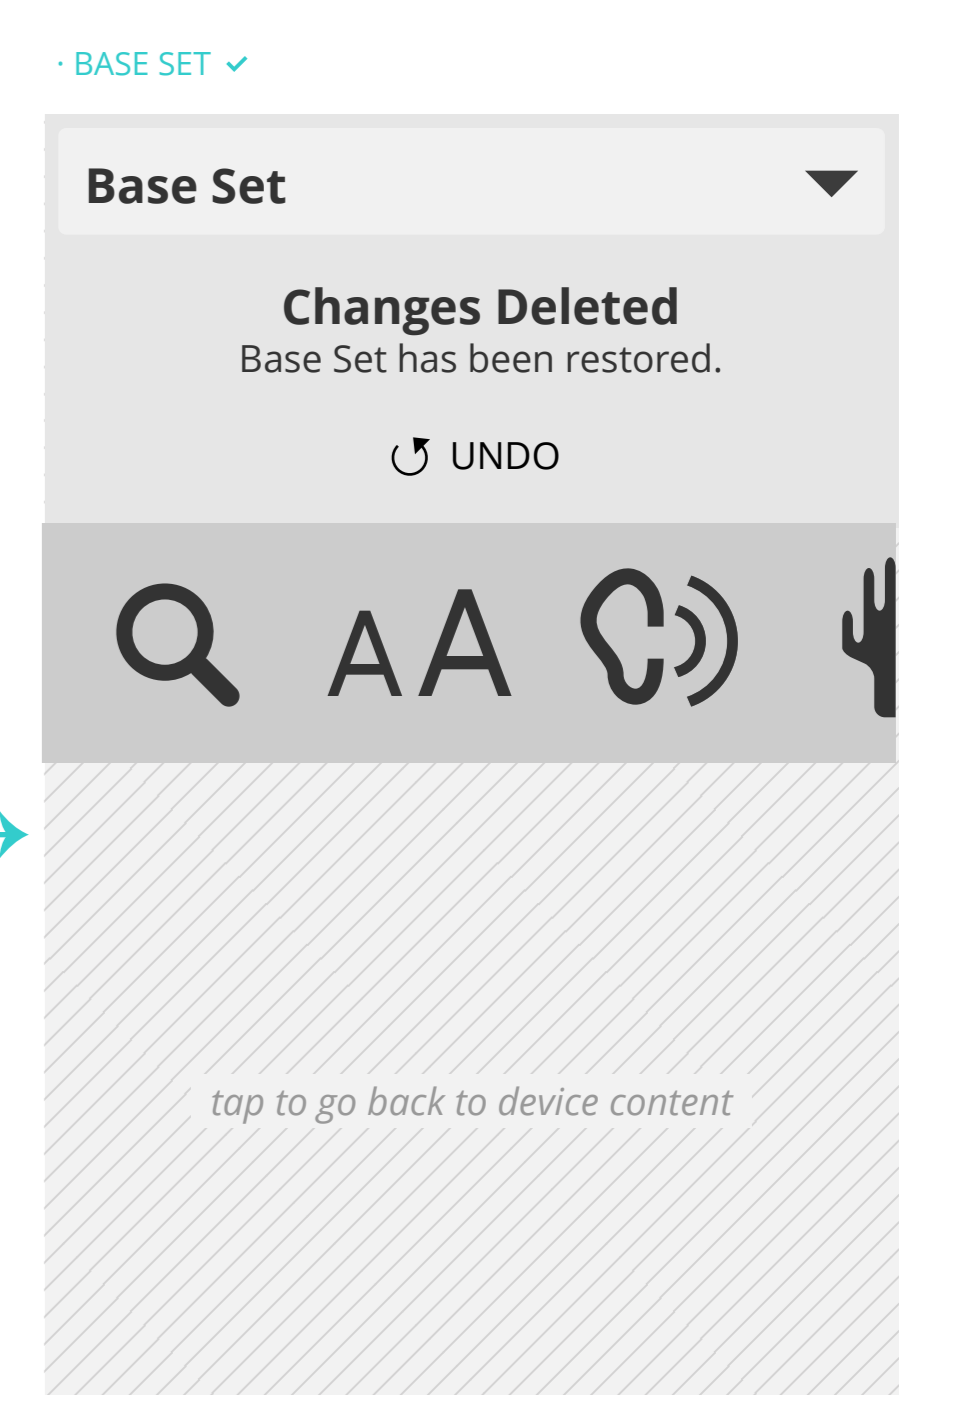 · BASE SET ✓
Base Set
Changes Deleted
Base Set has been restored.
UNDO
AA
tap to go back to device content